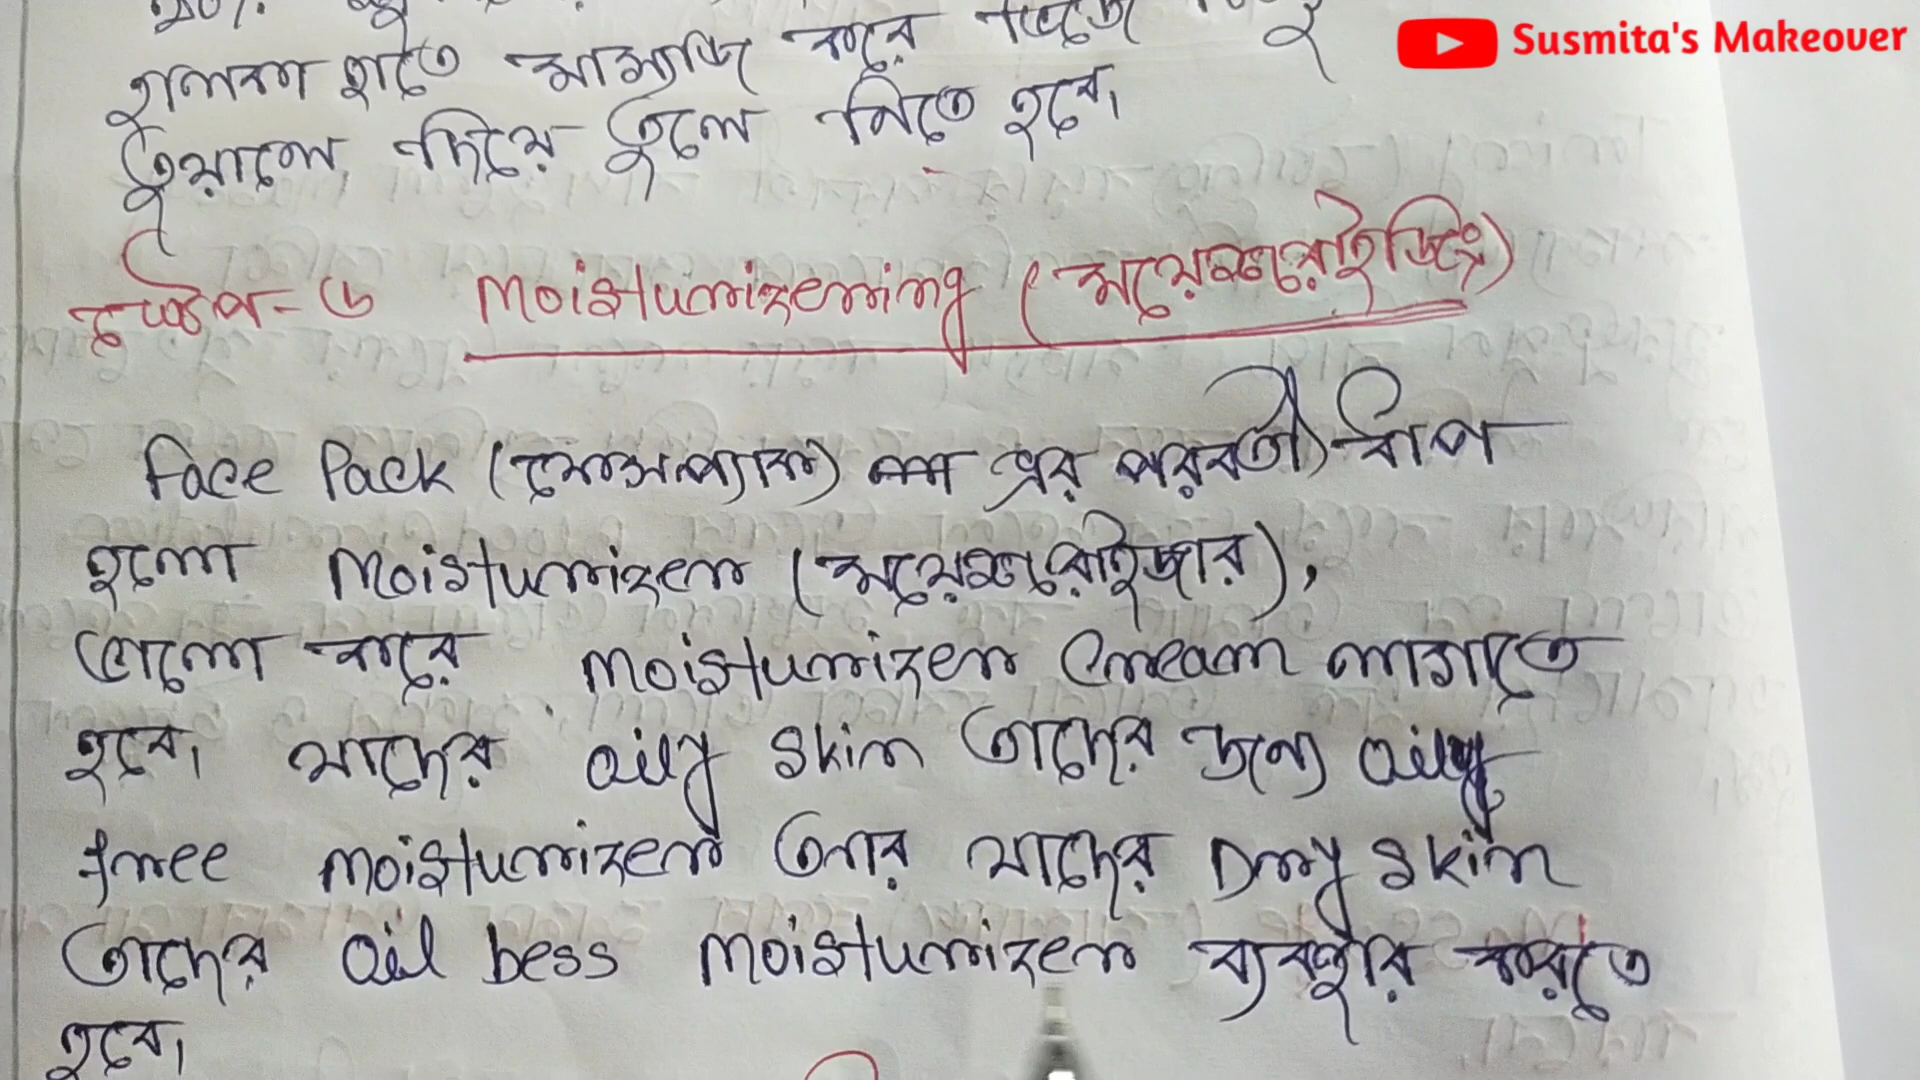 Susmita's Makeover
হালকা হাতে ম্যাসাজ করে ভিজে
তুয়ালে দিয়ে তুলে নিতে হবে।
স্টেপ-৬ Moisturizering (ময়েশ্চারাইজিং)
Face Pack (ফেসপ্যাক) এর পরবর্তী ধাপ
হলো Moisturizer (ময়েশ্চারাইজার),
ভালো করে moisturizer Cream লাগাতে
হবে। যাদের oily skin তাদের জন্য oily
free moisturizer আর যাদের Dry skin
তাদের oil bess moisturizer ব্যবহার করতে
হবে।